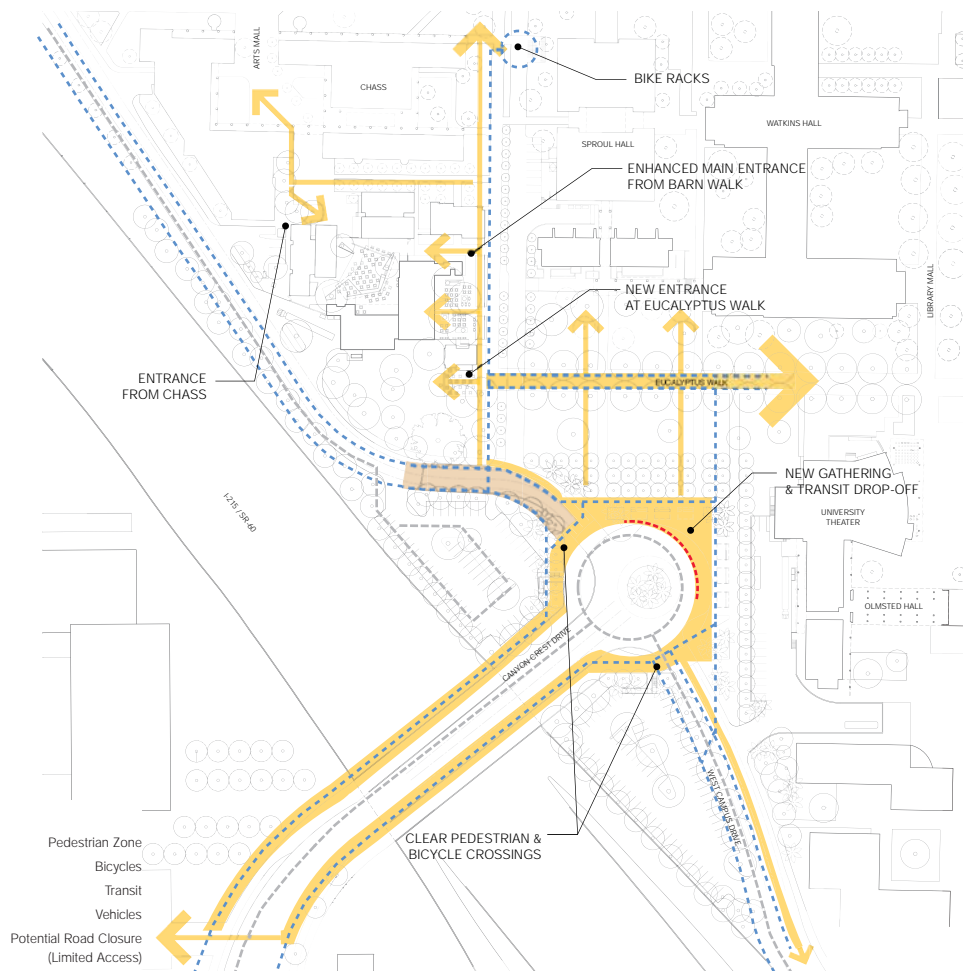 ARTS MALL
CHASS
BIKE RACKS
WATKINS HALL
SPROUL HALL
ENHANCED MAIN ENTRANCE
FROM BARN WALK
LIBRARY MALL
NEW ENTRANCE
AT EUCALYPTUS WALK
ENTRANCE
FROM CHASS
EUCALYPTUS WALK
NEW GATHERING
& TRANSIT DROP-OFF
I-215 / SR-60
UNIVERSITY
THEATER
OLMSTED HALL
CANYON CREST DRIVE
WEST CAMPUS DRIVE
CLEAR PEDESTRIAN &
BICYCLE CROSSINGS
Pedestrian Zone
Bicycles
Transit
Vehicles
Potential Road Closure
(Limited Access)